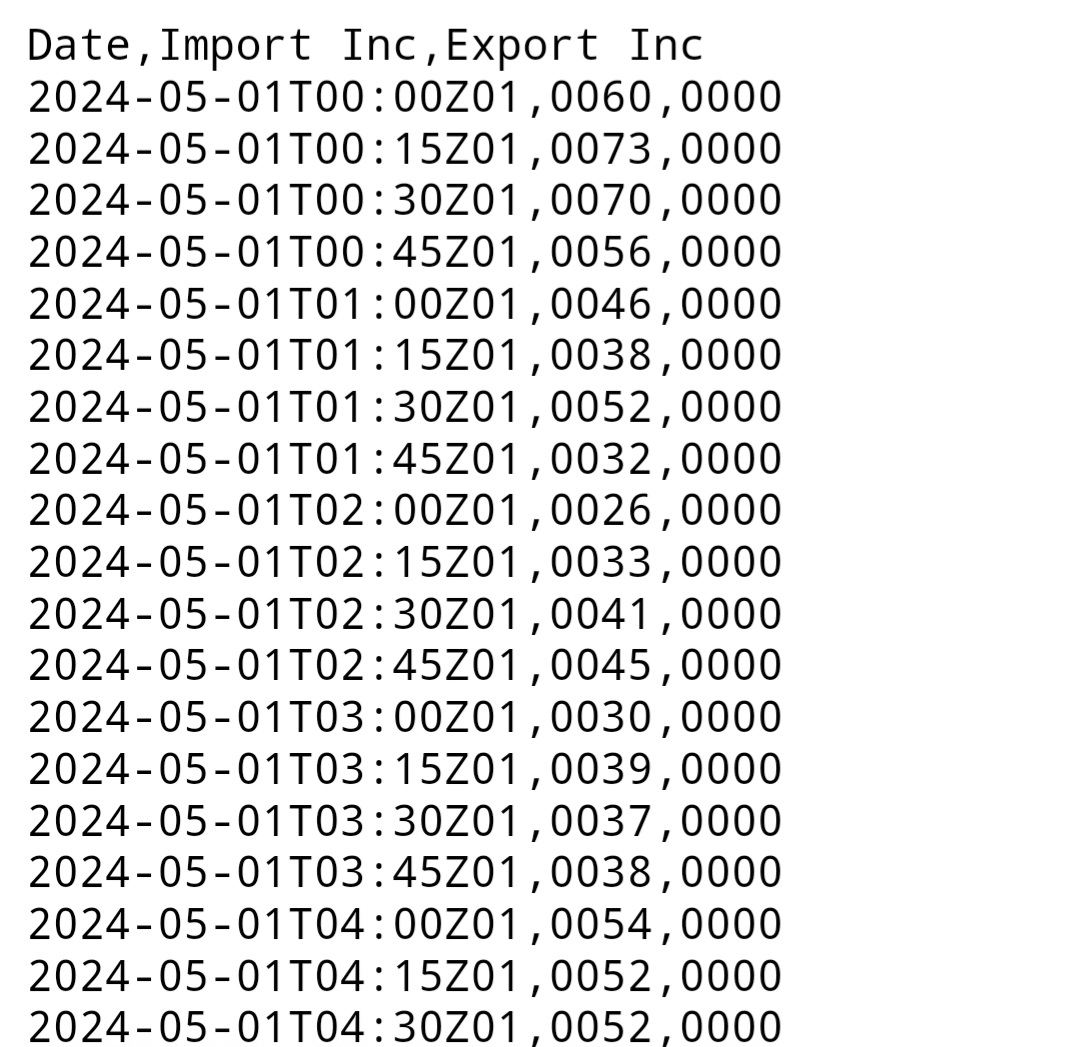 Date,Import Inc,Export Inc
2024-05-01T00:00Z01,0060,0000
2024-05-01T00:15Z01,0073,0000
2024-05-01T00:30Z01,0070,0000
2024-05-01T00:45Z01,0056,0000
2024-05-01T01:00Z01,0046,0000
2024-05-01T01:15Z01,0038,0000
2024-05-01T01:30Z01,0052,0000
2024-05-01T01:45Z01,0032,0000
2024-05-01T02:00Z01,0026,0000
2024-05-01T02:15Z01,0033,0000
2024-05-01T02:30Z01,0041,0000
2024-05-01T02:45Z01,0045,0000
2024-05-01T03:00Z01,0030,0000
2024-05-01T03:15Z01,0039,0000
2024-05-01T03:30Z01,0037,0000
2024-05-01T03:45Z01,0038,0000
2024-05-01T04:00Z01,0054,0000
2024-05-01T04:15Z01,0052,0000
2024-05-01T04:30Z01,0052,0000